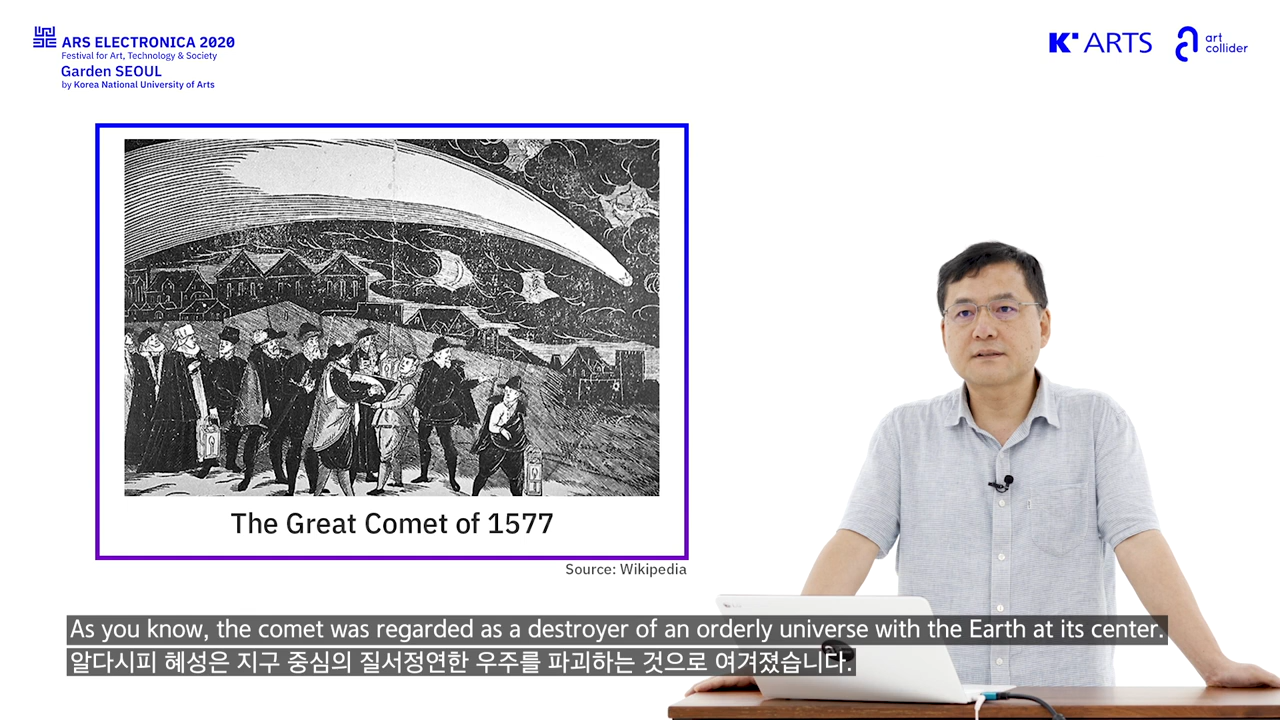 ARS ELECTRONICA 2020
Festival for Art, Technology & Society
Garden SEOUL
by Korea National University of Arts
K'ARTS
art
collider
The Great Comet of 1577
Source: Wikipedia
As you know, the comet was regarded as a destroyer of an orderly universe with the Earth at its center.
알다시피 혜성은 지구 중심의 질서정연한 우주를 파괴하는 것으로 여겨졌습니다.